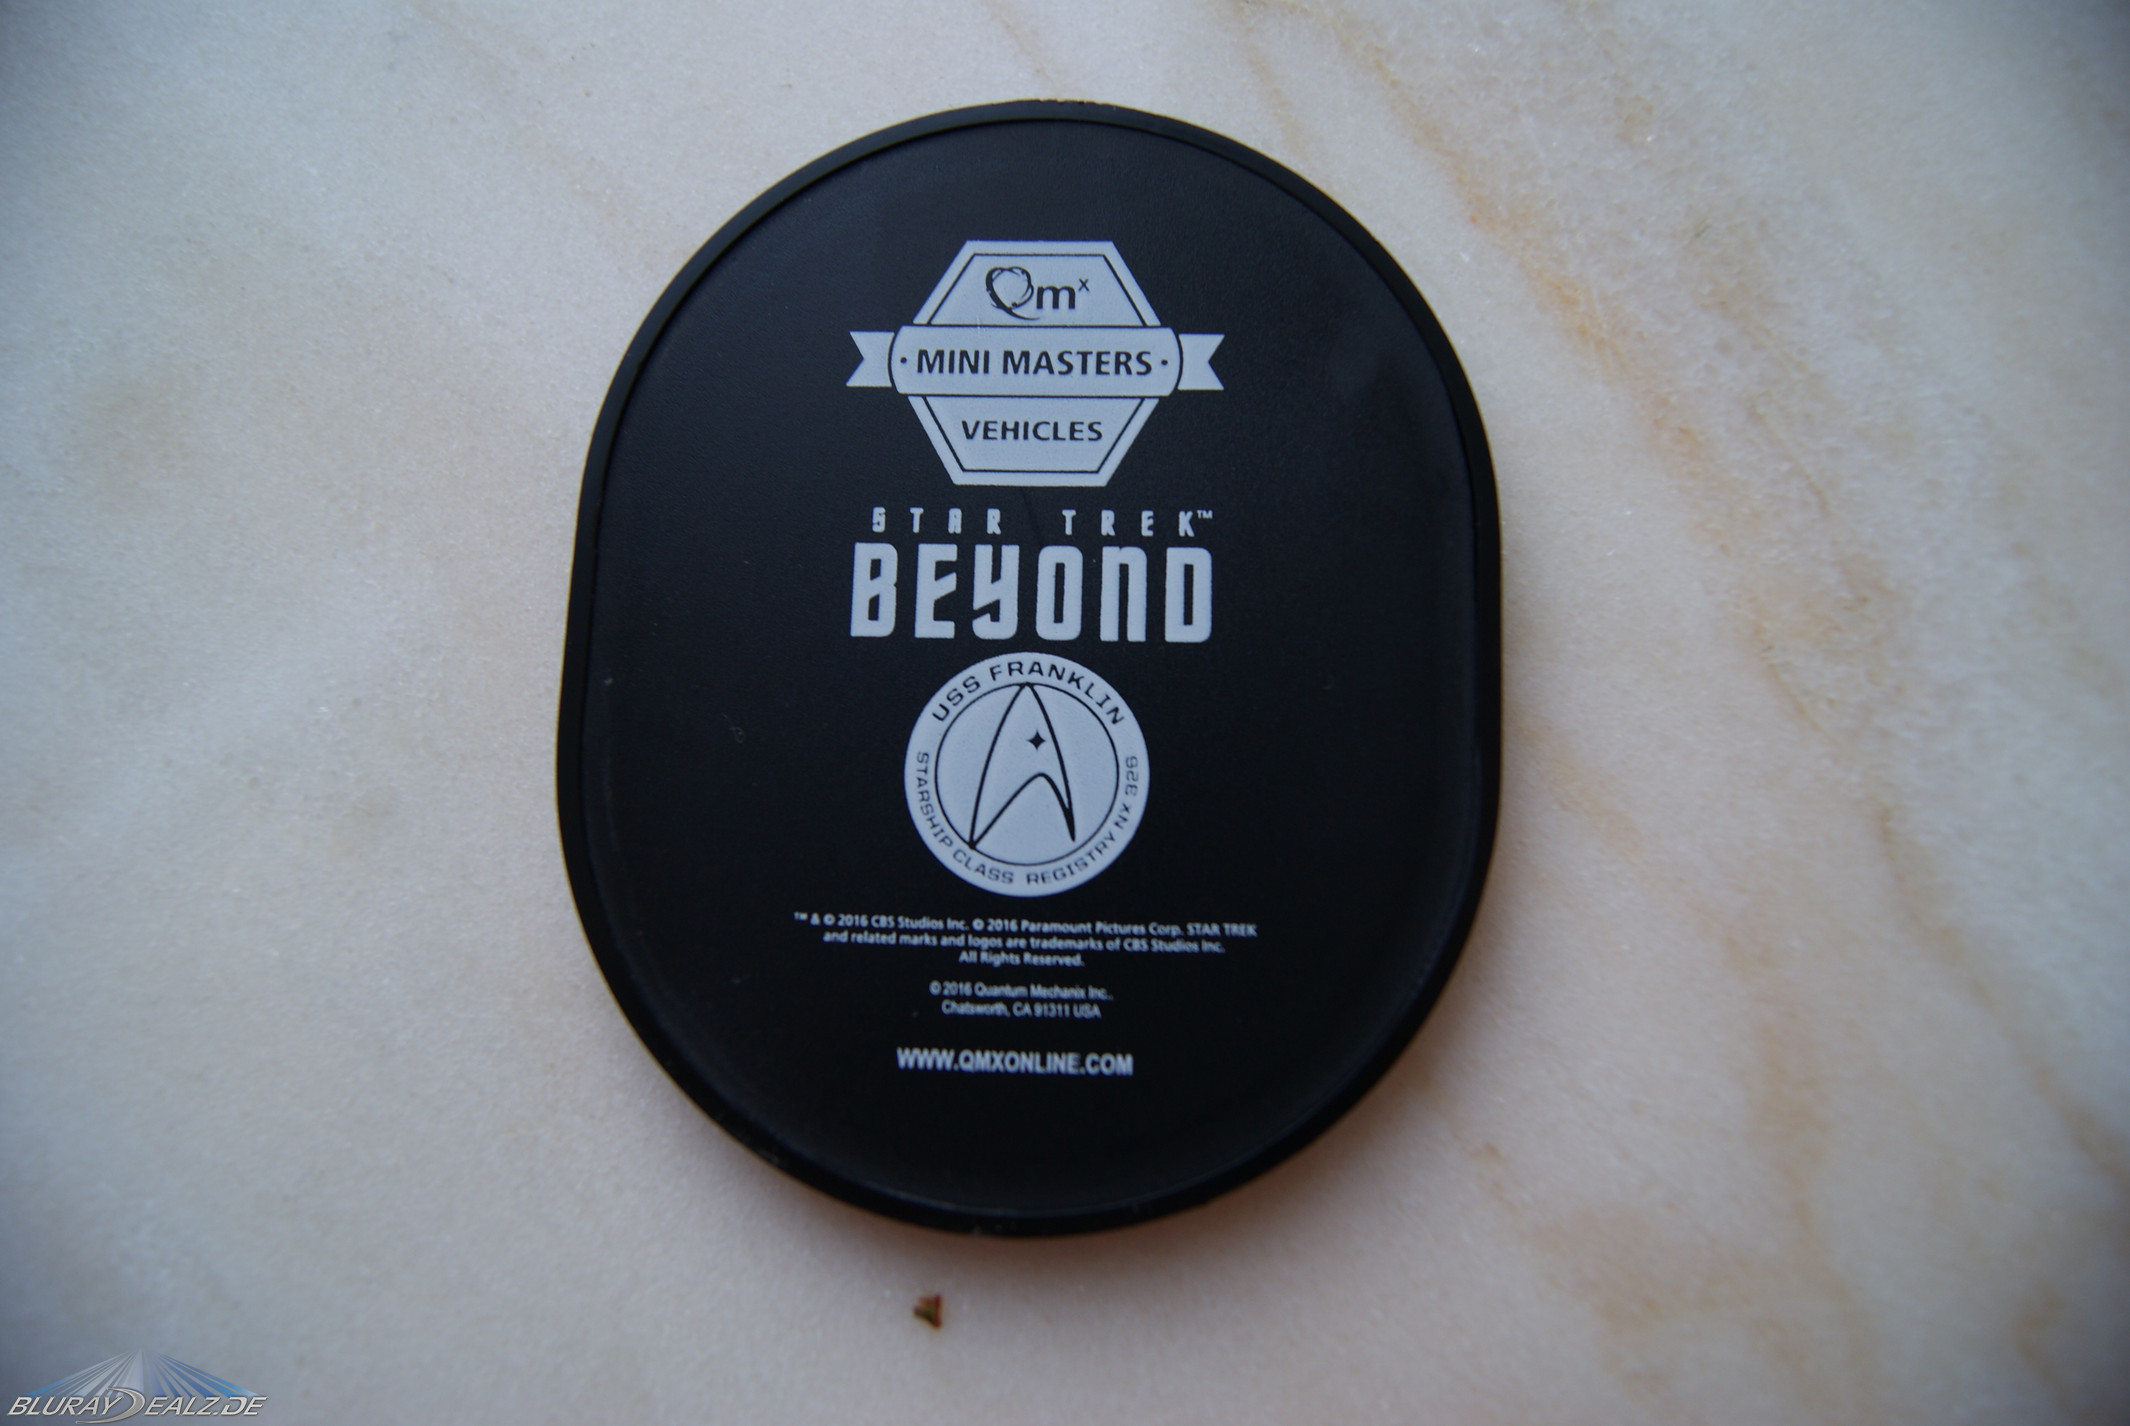 Qmx
· MINI MASTERS ·
VEHICLES
STAR TREK™
BEYOND
USS FRANKLIN
STARSHIP CLASS REGISTRY NX 326
™ & © 2016 CBS Studios Inc. © 2016 Paramount Pictures Corp. STAR TREK
and related marks and logos are trademarks of CBS Studios Inc.
All Rights Reserved.
© 2016 Quantum Mechanix Inc..
Chatsworth, CA 91311 USA
WWW.QMXONLINE.COM
BLURAYDEALZ.DE